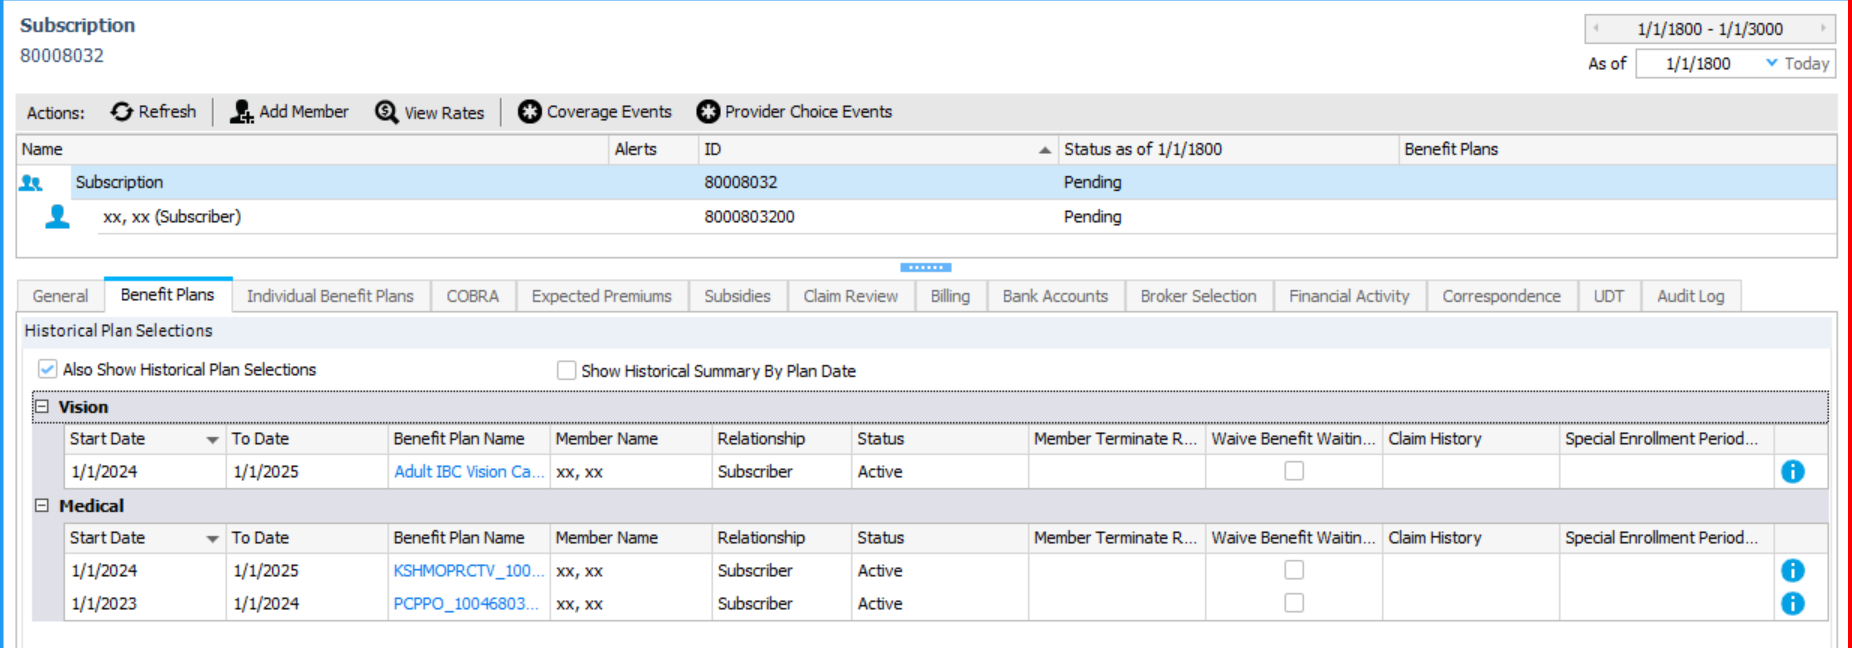 Subscription
80008032
1/1/1800 - 1/1/3000
As of 1/1/1800 Today
Actions: Refresh Add Member View Rates Coverage Events Provider Choice Events
Name Alerts ID Status as of 1/1/1800 Benefit Plans
Subscription 80008032 Pending
xx, xx (Subscriber) 8000803200 Pending
General Benefit Plans Individual Benefit Plans COBRA Expected Premiums Subsidies Claim Review Billing Bank Accounts Broker Selection Financial Activity Correspondence UDT Audit Log
Historical Plan Selections
Also Show Historical Plan Selections Show Historical Summary By Plan Date
Vision
Start Date To Date Benefit Plan Name Member Name Relationship Status Member Terminate R... Waive Benefit Waitin... Claim History Special Enrollment Period...
1/1/2024 1/1/2025 Adult IBC Vision Ca... xx, xx Subscriber Active
Medical
Start Date To Date Benefit Plan Name Member Name Relationship Status Member Terminate R... Waive Benefit Waitin... Claim History Special Enrollment Period...
1/1/2024 1/1/2025 KSHMOPRCTV_100... xx, xx Subscriber Active
1/1/2023 1/1/2024 PCPPO_10046803... xx, xx Subscriber Active